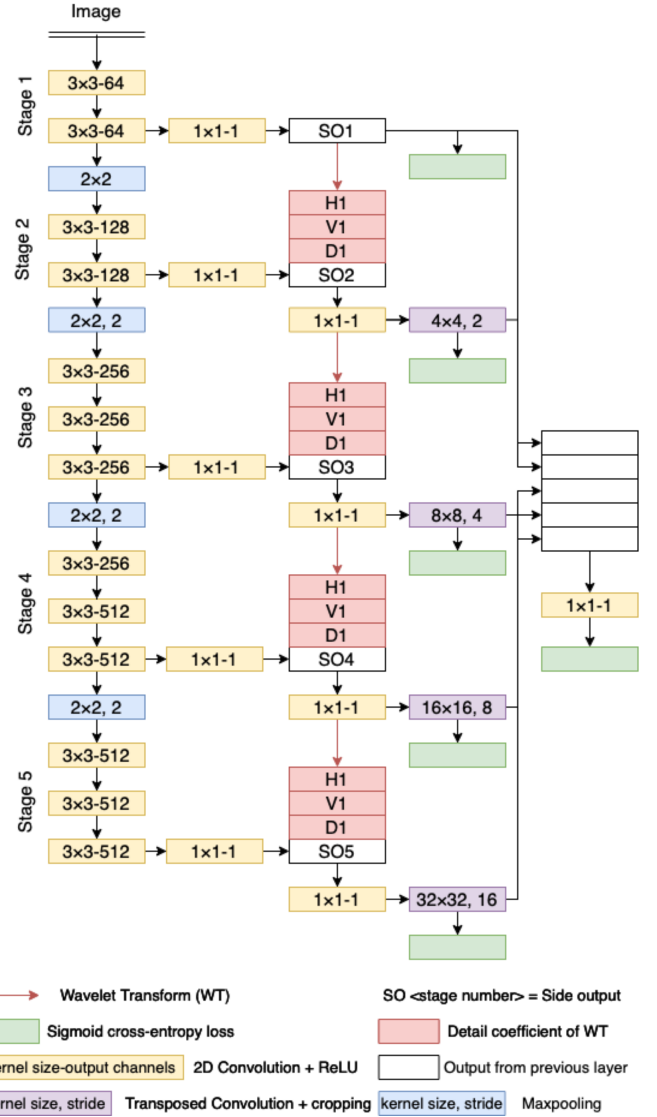 Image
Stage 1
3×3-64
3×3-64
1×1-1
SO1
2×2
H1
V1
D1
Stage 2
3×3-128
3×3-128
1×1-1
SO2
2×2, 2
1×1-1
4×4, 2
Stage 3
3×3-256
3×3-256
3×3-256
1×1-1
H1
V1
D1
SO3
2×2, 2
1×1-1
8×8, 4
Stage 4
3×3-256
3×3-512
3×3-512
1×1-1
H1
V1
D1
SO4
1×1-1
2×2, 2
1×1-1
16×16, 8
Stage 5
3×3-512
3×3-512
3×3-512
1×1-1
H1
V1
D1
SO5
1×1-1
32×32, 16
Wavelet Transform (WT)
SO <stage number> = Side output
Sigmoid cross-entropy loss
Detail coefficient of WT
ernel size-output channels
2D Convolution + ReLU
Output from previous layer
rnel size, stride
Transposed Convolution + cropping
kernel size, stride
Maxpooling